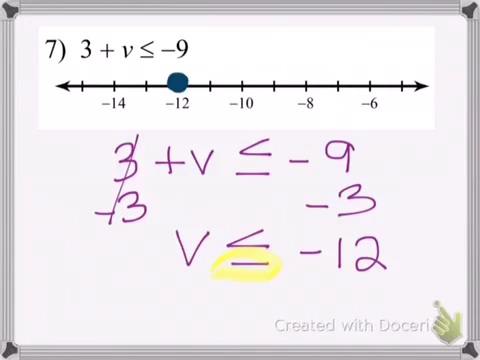 7) 3 + v ≤ −9
−14 −12 −10 −8 −6
3 + v ≤ - 9
-3 - 3
v ≤ - 12
Created with Doceri